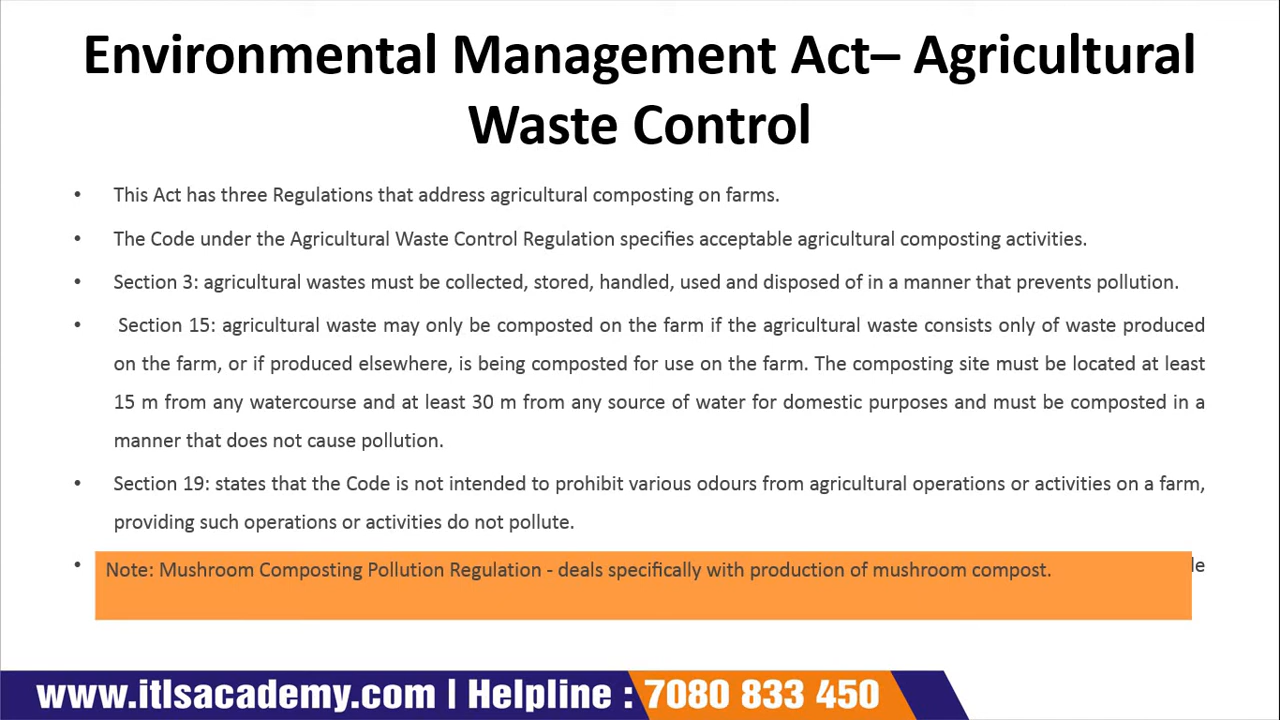 Environmental Management Act– Agricultural
Waste Control
• This Act has three Regulations that address agricultural composting on farms.
• The Code under the Agricultural Waste Control Regulation specifies acceptable agricultural composting activities.
• Section 3: agricultural wastes must be collected, stored, handled, used and disposed of in a manner that prevents pollution.
• Section 15: agricultural waste may only be composted on the farm if the agricultural waste consists only of waste produced
on the farm, or if produced elsewhere, is being composted for use on the farm. The composting site must be located at least
15 m from any watercourse and at least 30 m from any source of water for domestic purposes and must be composted in a
manner that does not cause pollution.
• Section 19: states that the Code is not intended to prohibit various odours from agricultural operations or activities on a farm,
providing such operations or activities do not pollute.
• Note: Mushroom Composting Pollution Regulation - deals specifically with production of mushroom compost.
www.itlsacademy.com | Helpline : 7080 833 450